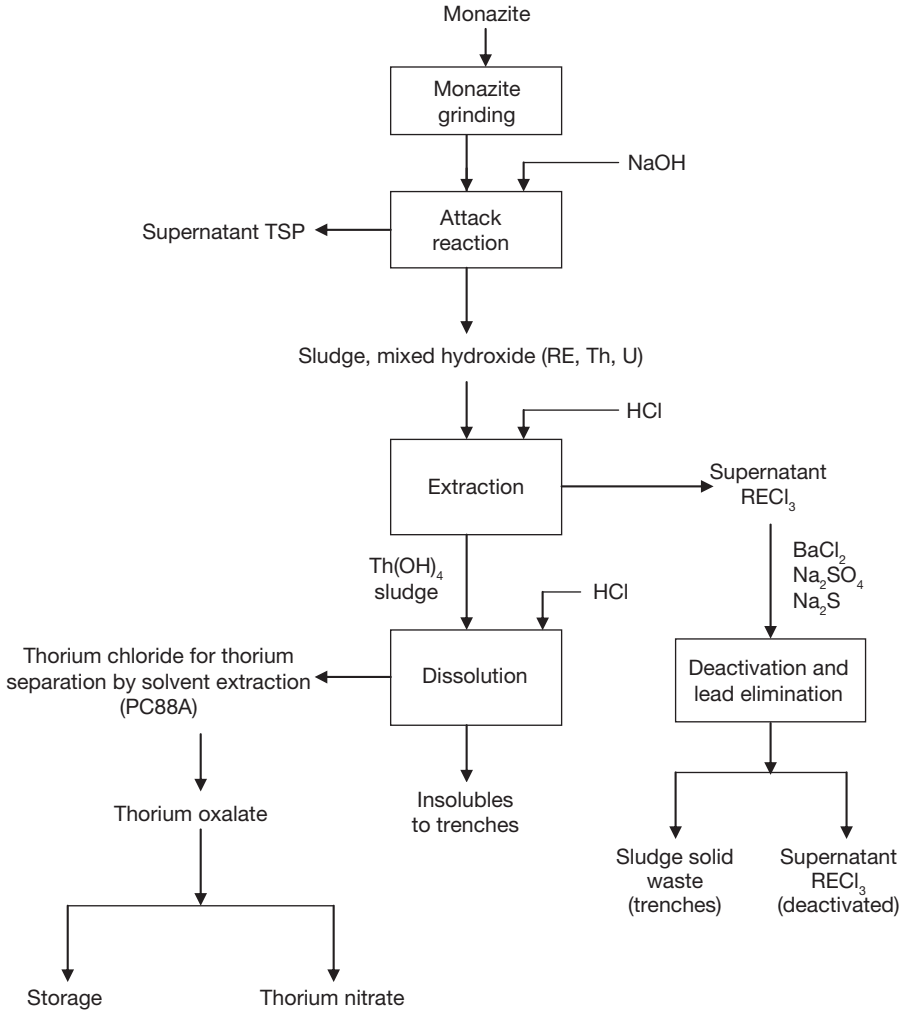 Monazite
Monazite
grinding
NaOH
Attack
reaction
Supernatant TSP
Sludge, mixed hydroxide (RE, Th, U)
HCl
Extraction
Supernatant
RECl₃
Th(OH)₄
sludge
BaCl₂
Na₂SO₄
Na₂S
HCl
Dissolution
Thorium chloride for thorium
separation by solvent extraction
(PC88A)
Deactivation and
lead elimination
Insolubles
to trenches
Thorium oxalate
Sludge solid
waste
(trenches)
Supernatant
RECl₃
(deactivated)
Storage
Thorium nitrate